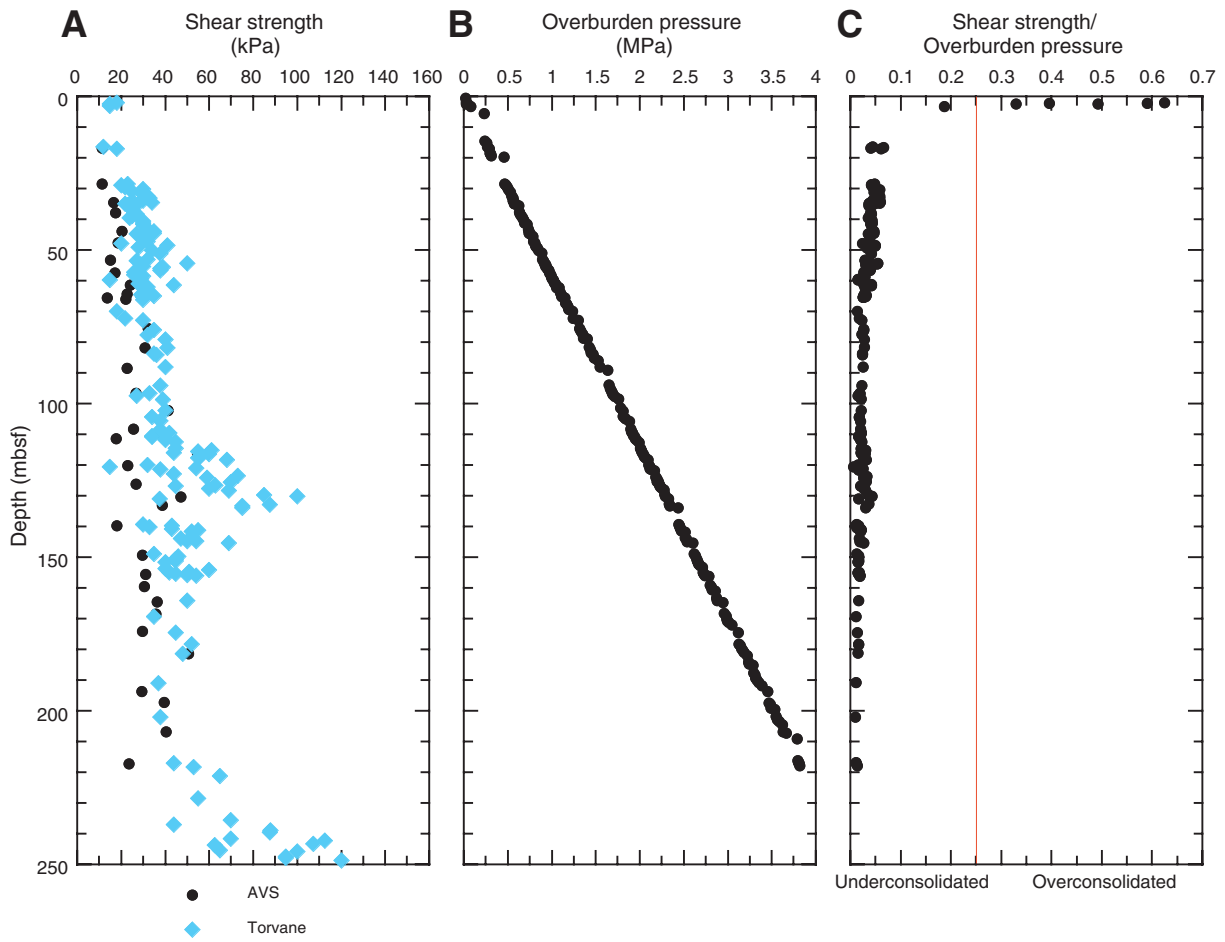 A
Shear strength
(kPa)
0 20 40 60 80 100 120 140 160
B
Overburden pressure
(MPa)
0 0.5 1 1.5 2 2.5 3 3.5 4
C
Shear strength/
Overburden pressure
0 0.1 0.2 0.3 0.4 0.5 0.6 0.7
0
50
100
150
200
250
Depth (mbsf)
Underconsolidated
Overconsolidated
AVS
Torvane